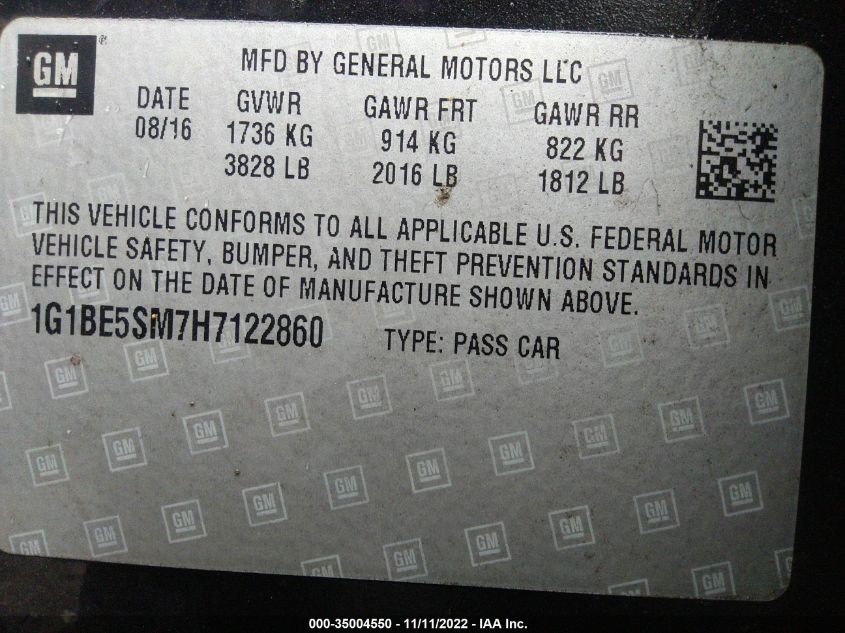 GM
MFD BY GENERAL MOTORS LLC
DATE GVWR GAWR FRT GAWR RR
08/16 1736 KG 914 KG 822 KG
3828 LB 2016 LB 1812 LB
THIS VEHICLE CONFORMS TO ALL APPLICABLE U.S. FEDERAL MOTOR
VEHICLE SAFETY, BUMPER, AND THEFT PREVENTION STANDARDS IN
EFFECT ON THE DATE OF MANUFACTURE SHOWN ABOVE.
1G1BE5SM7H7122860 TYPE: PASS CAR
000-35004550 - 11/11/2022 - IAA Inc.